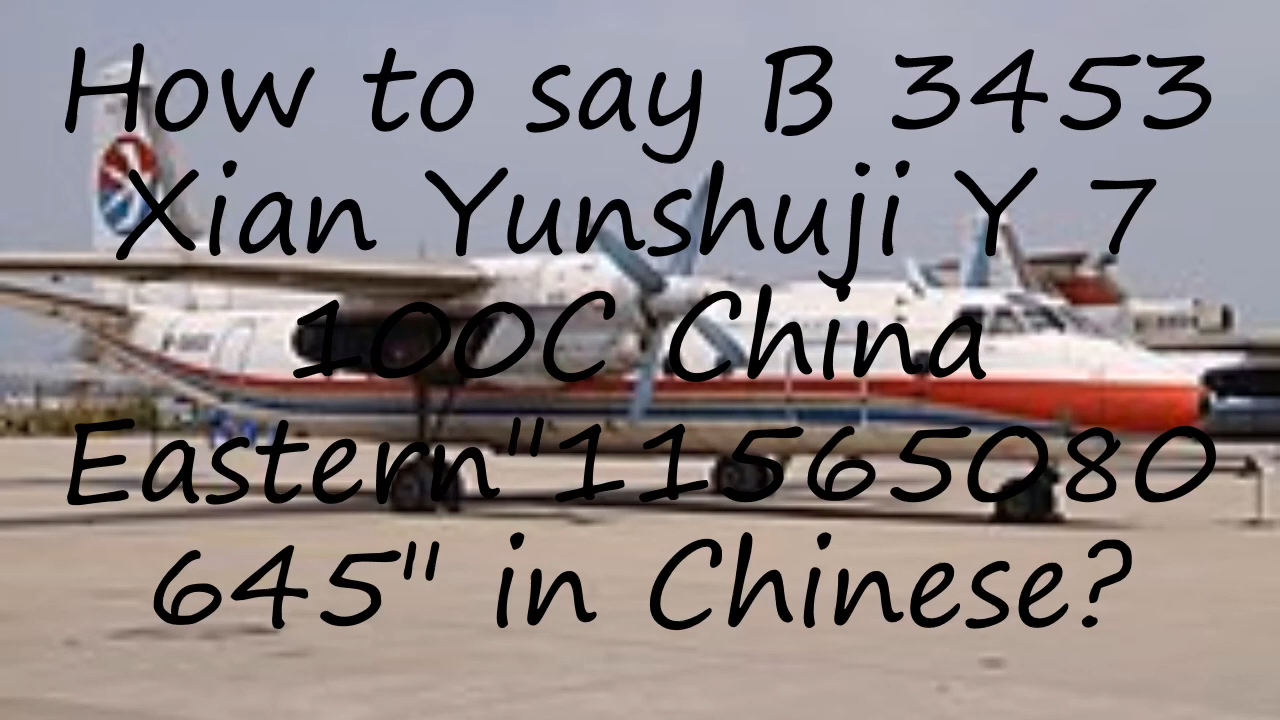 How to say B 3453
Xian Yunshuji Y 7
100C China
Eastern"11565080
645" in Chinese?